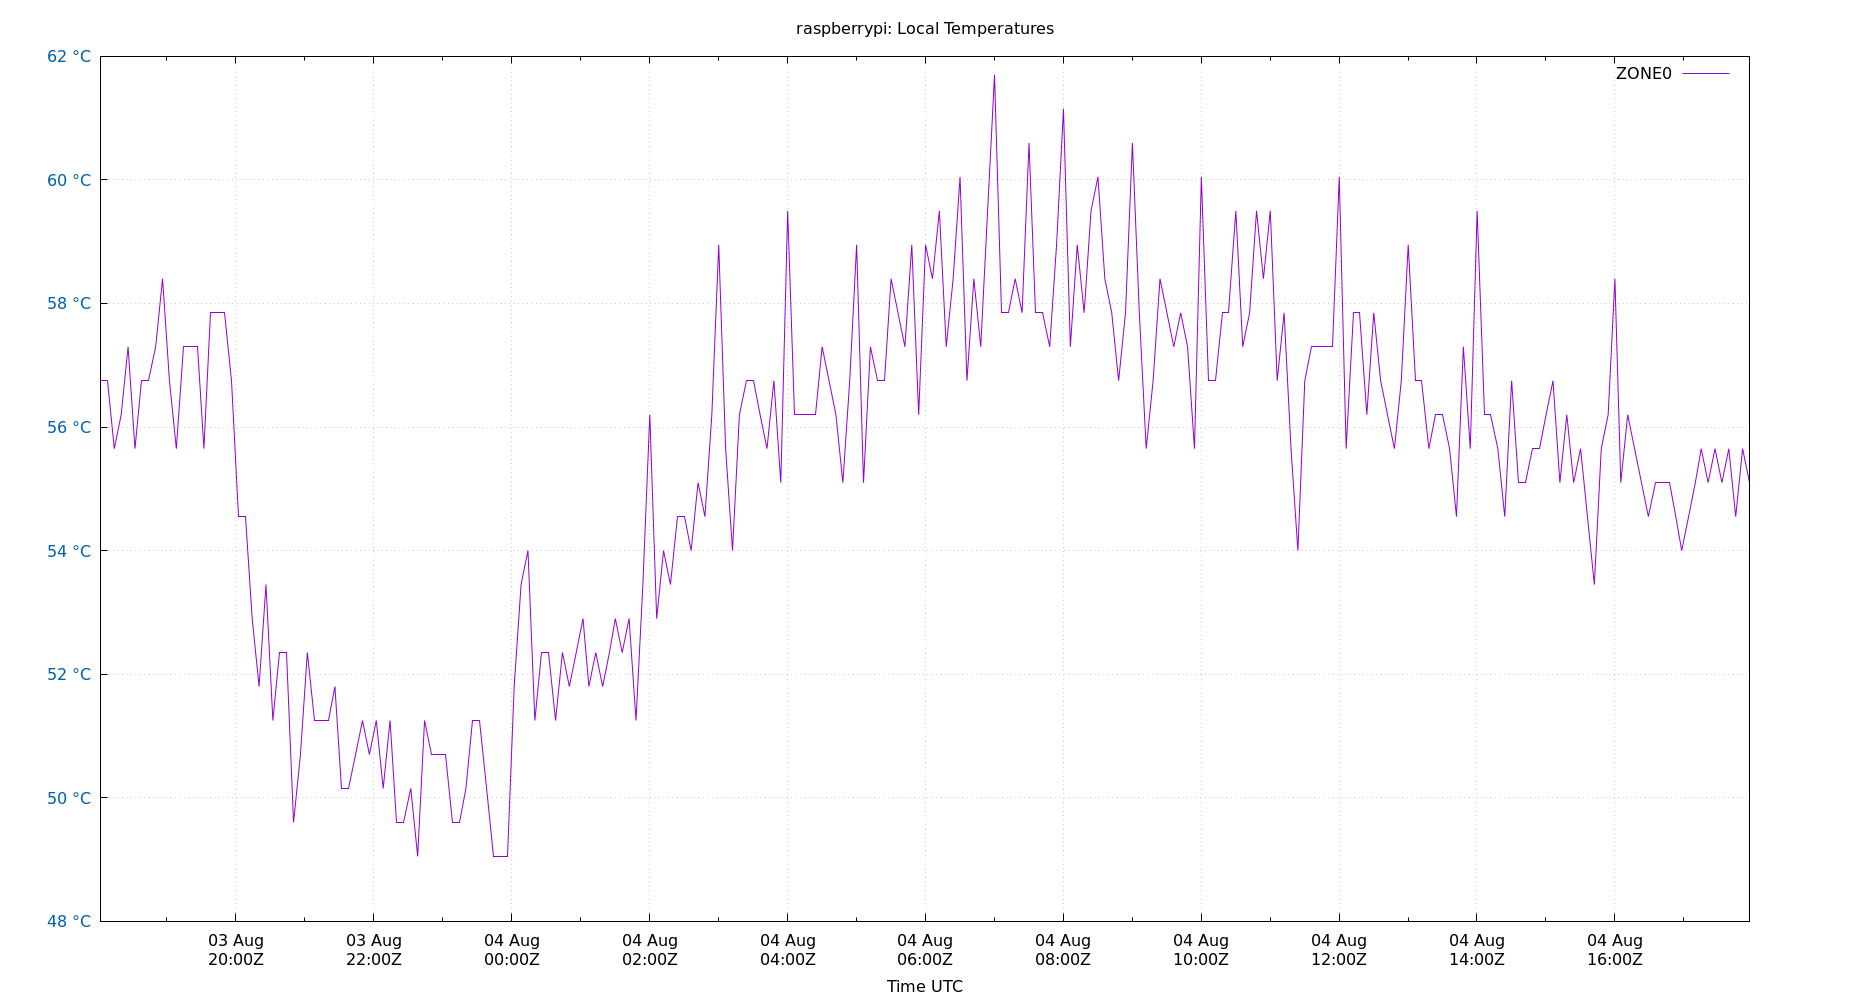 raspberrypi: Local Temperatures
62 °C
ZONE0
60 °C
58 °C
56 °C
54 °C
52 °C
50 °C
48 °C
03 Aug 03 Aug 04 Aug 04 Aug 04 Aug 04 Aug 04 Aug 04 Aug 04 Aug 04 Aug 04 Aug
20:00Z 22:00Z 00:00Z 02:00Z 04:00Z 06:00Z 08:00Z 10:00Z 12:00Z 14:00Z 16:00Z
Time UTC